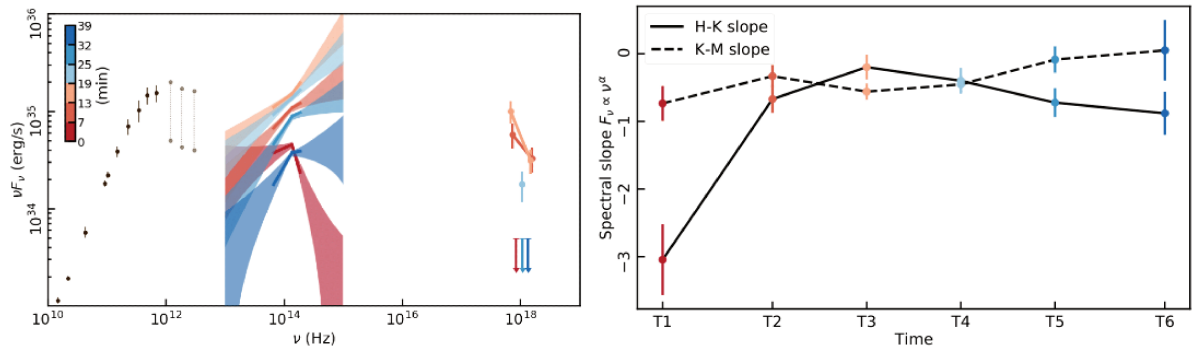 10^36
10^35
10^34
νF_ν (erg/s)
39
32
25
19
13
7
0
(min)
10^10
10^12
10^14
10^16
10^18
ν (Hz)
H-K slope
K-M slope
0
−1
−2
−3
Spectral slope F_ν ∝ ν^α
T1
T2
T3
T4
T5
T6
Time